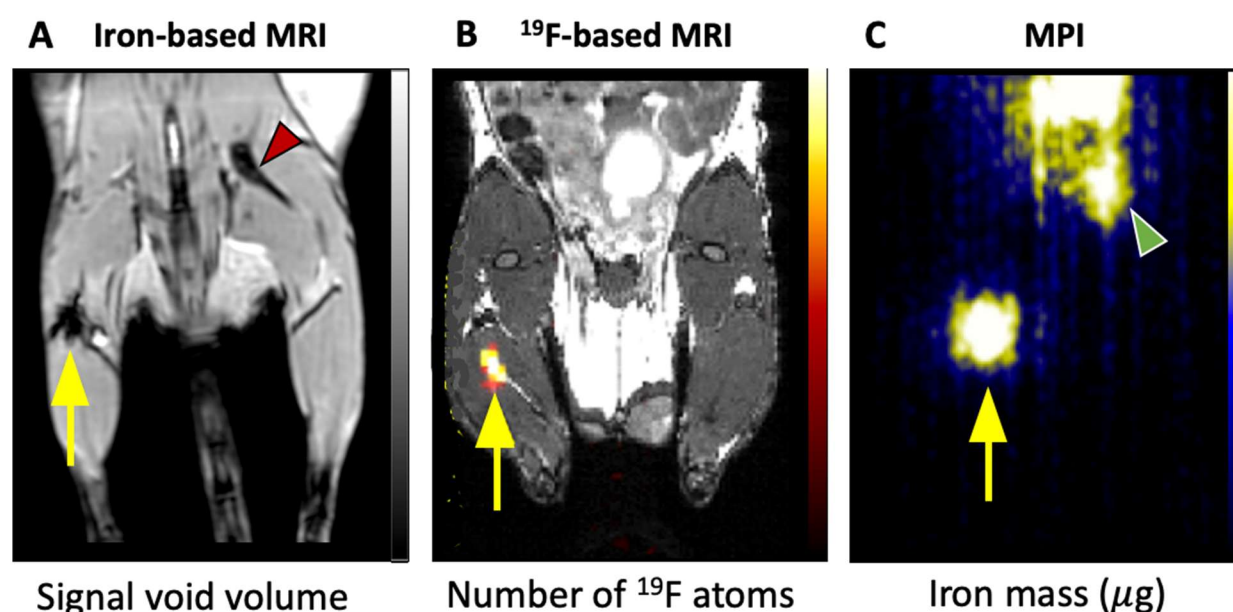 A Iron-based MRI
B ¹⁹F-based MRI
C MPI
Signal void volume
Number of ¹⁹F atoms
Iron mass (µg)